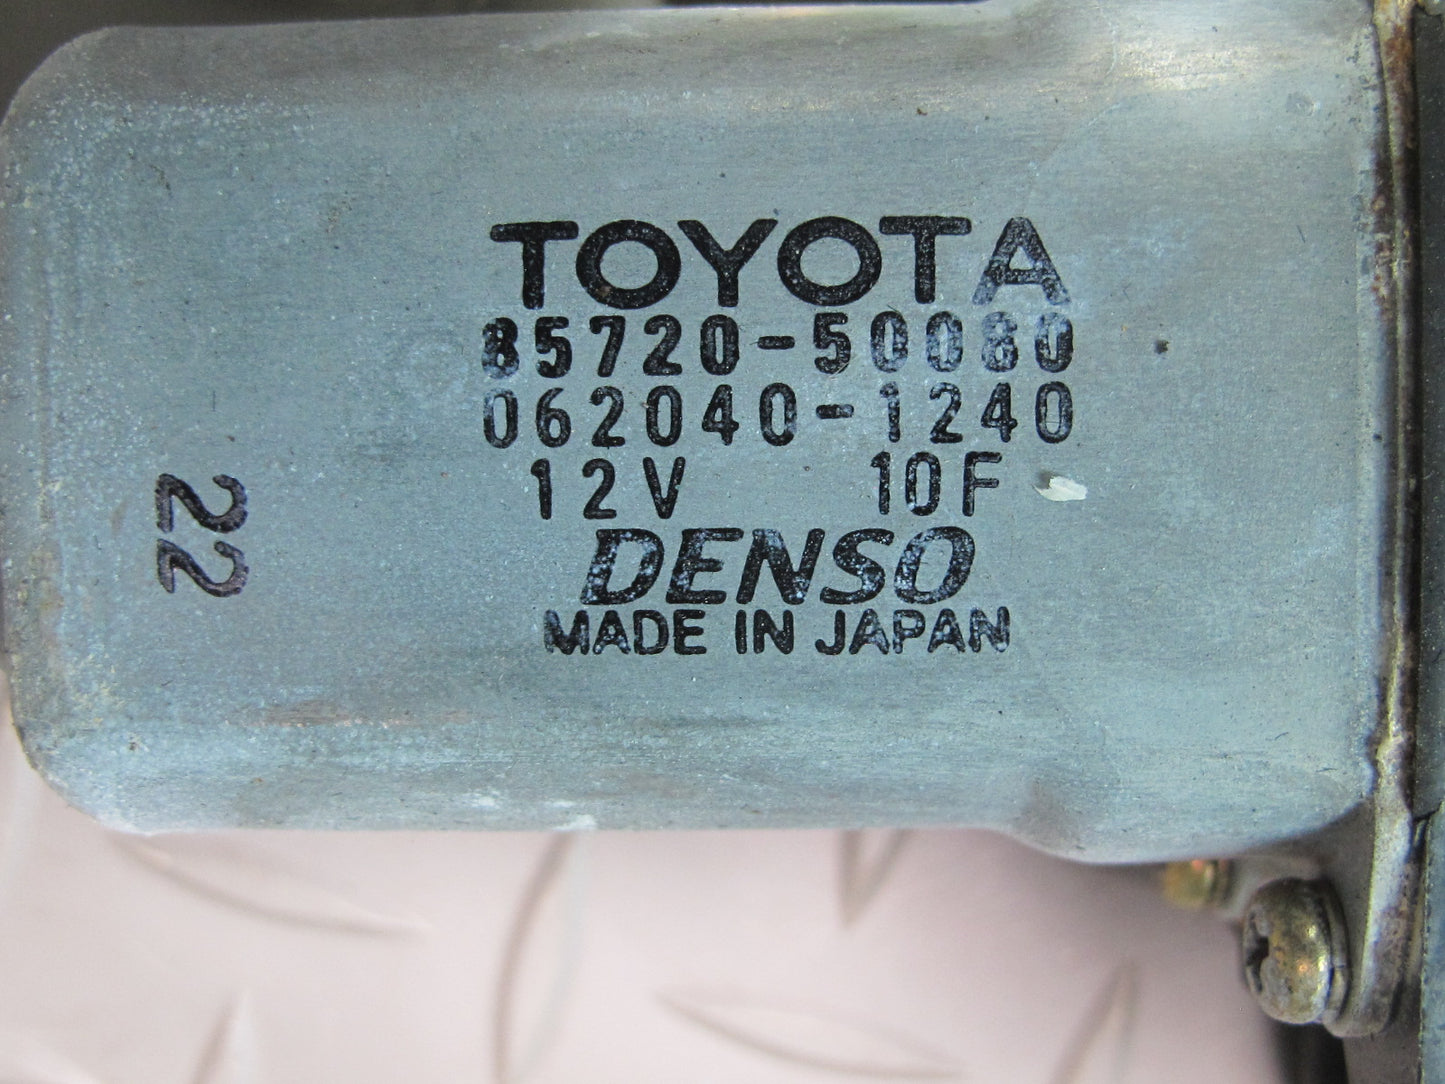 TOYOTA
85720-50080
062040-1240
12V 10F
DENSO
MADE IN JAPAN
22